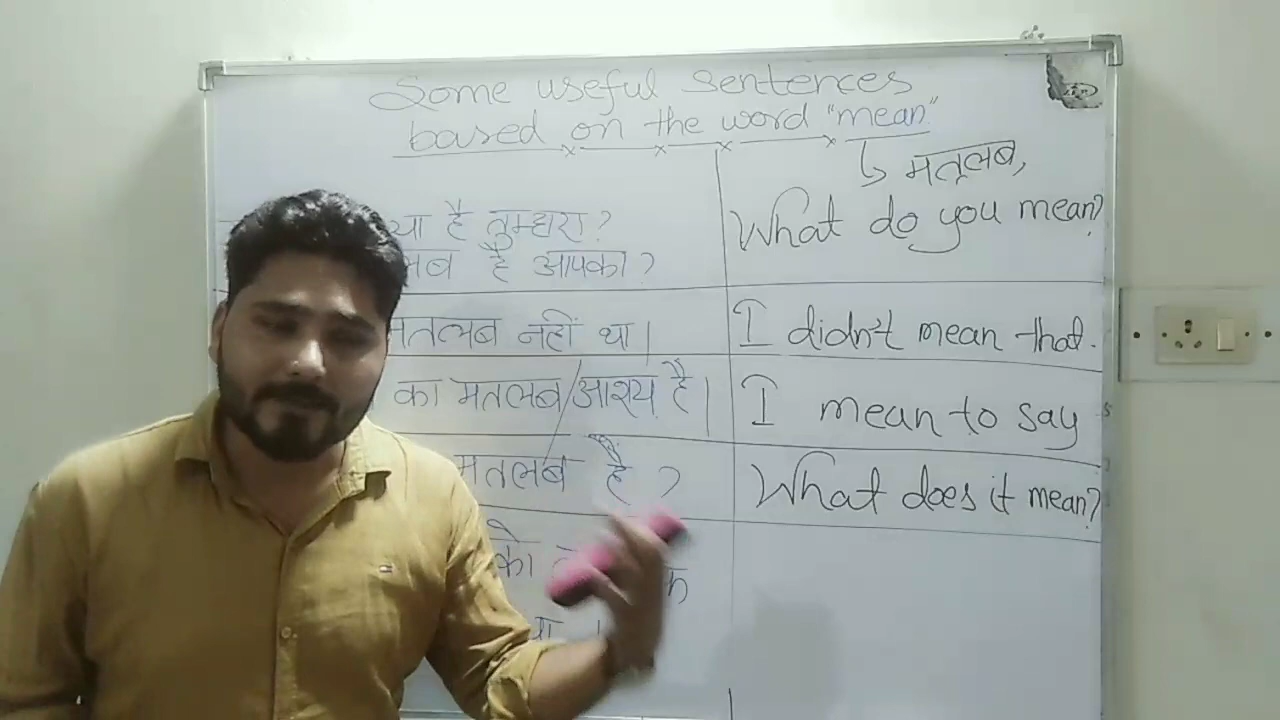 Some useful sentences
based on the word "mean"
↳ मतलब,
है तुम्हारा?
है आपका?
What do you mean?
मतलब नहीं था।
I didn't mean that.
का मतलब/आशय है।
I mean to say
मतलब है?
What does it mean?
को